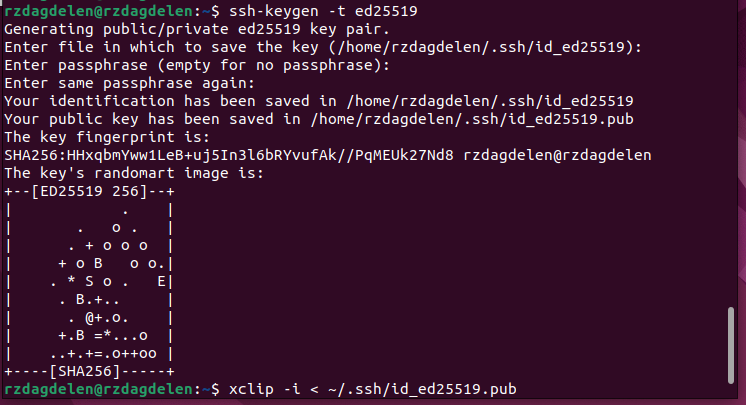 rzdagdelen@rzdagdelen:~$ ssh-keygen -t ed25519
Generating public/private ed25519 key pair.
Enter file in which to save the key (/home/rzdagdelen/.ssh/id_ed25519):
Enter passphrase (empty for no passphrase):
Enter same passphrase again:
Your identification has been saved in /home/rzdagdelen/.ssh/id_ed25519
Your public key has been saved in /home/rzdagdelen/.ssh/id_ed25519.pub
The key fingerprint is:
SHA256:HHxqbmYww1LeB+uj5In3l6bRYvufAk//PqMEUk27Nd8 rzdagdelen@rzdagdelen
The key's randomart image is:
+--[ED25519 256]--+
|            .    |
|       .   o .   |
|      . + o o o  |
|     + o B   o o.|
|    . * S o .   E|
|     . B.+..     |
|      . @+.o.    |
|     +.B =*...o  |
|    ..+.+=.o++oo |
+----[SHA256]-----+
rzdagdelen@rzdagdelen:~$ xclip -i < ~/.ssh/id_ed25519.pub